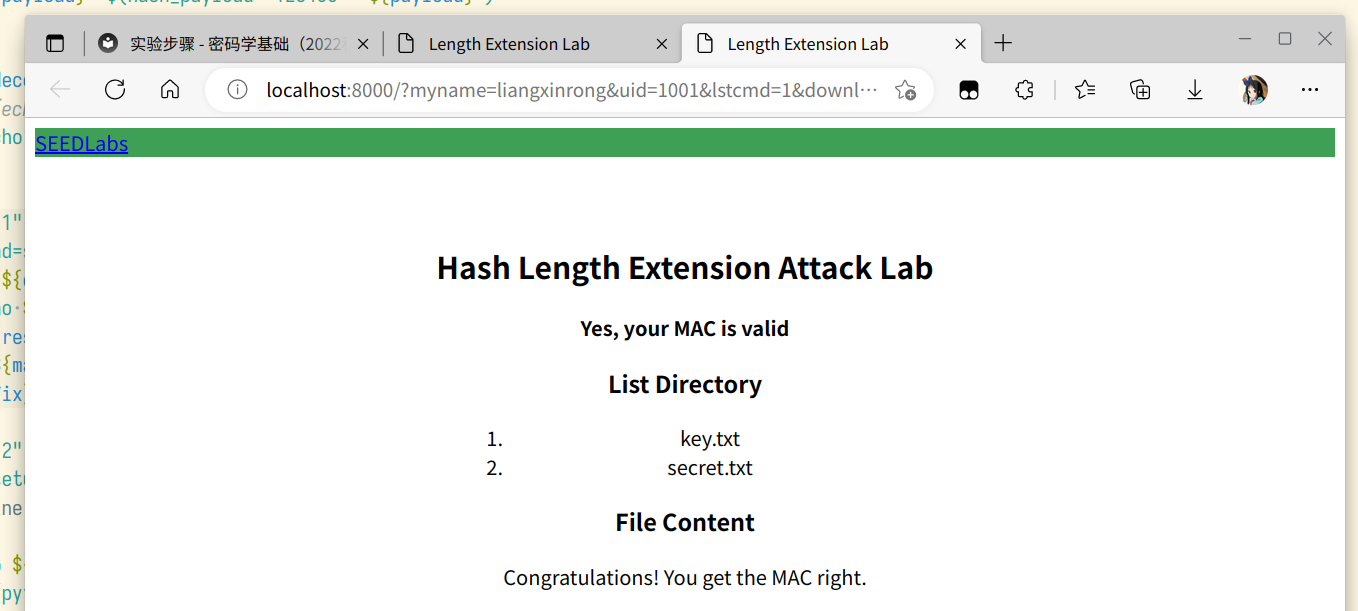 实验步骤 - 密码学基础（2022
Length Extension Lab
Length Extension Lab
localhost:8000/?myname=liangxinrong&uid=1001&lstcmd=1&downl···
SEEDLabs
Hash Length Extension Attack Lab
Yes, your MAC is valid
List Directory
1. key.txt
2. secret.txt
File Content
Congratulations! You get the MAC right.